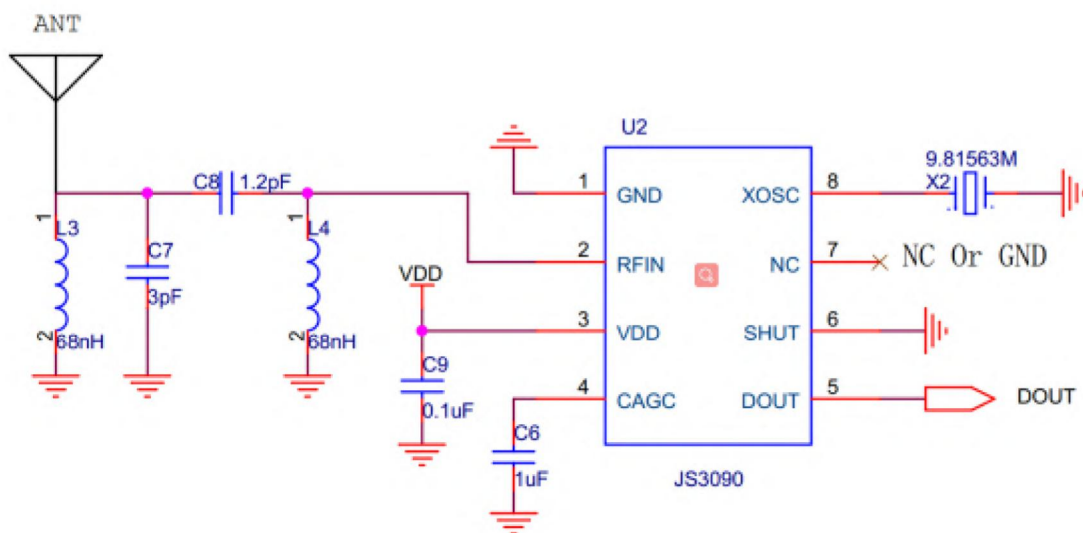 ANT
U2
9.81563M
C8 1.2pF
1 GND
XOSC 8
X2
1
L3
C7
1
L4
2 RFIN
NC 7
NC Or GND
3pF
VDD
2
68nH
2
68nH
3 VDD
SHUT 6
C9
0.1uF
4 CAGC
DOUT 5
DOUT
C6
1uF
JS3090